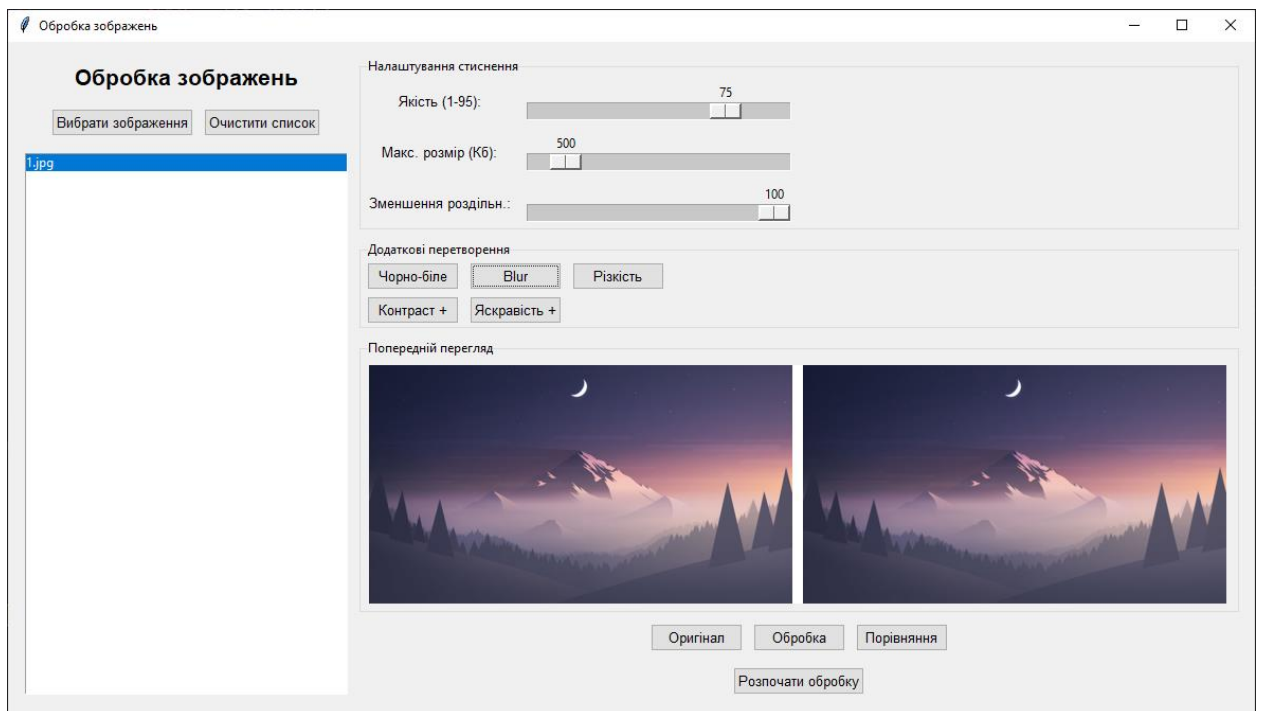 Обробка зображень
Обробка зображень
Вибрати зображення Очистити список
1.jpg
Налаштування стиснення
Якість (1-95): 75
Макс. розмір (Кб): 500
Зменшення роздільн.: 100
Додаткові перетворення
Чорно-біле Blur Різкість
Контраст + Яскравість +
Попередній перегляд
Оригінал Обробка Порівняння
Розпочати обробку